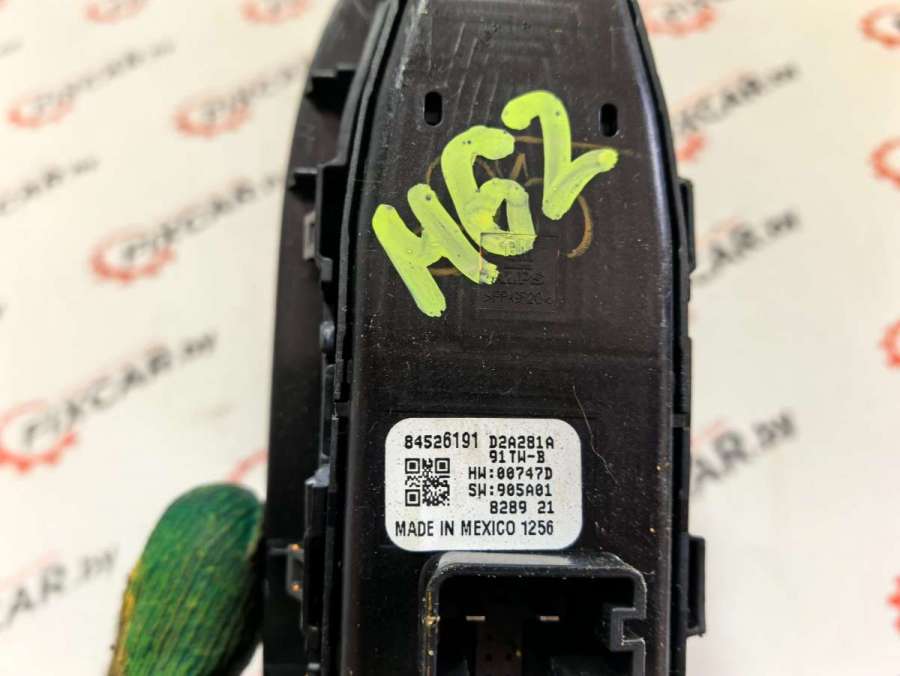 H62
84526191 D2A281A
91TW-B
HW:00747D
SW:905A01
8289 21
MADE IN MEXICO 1256